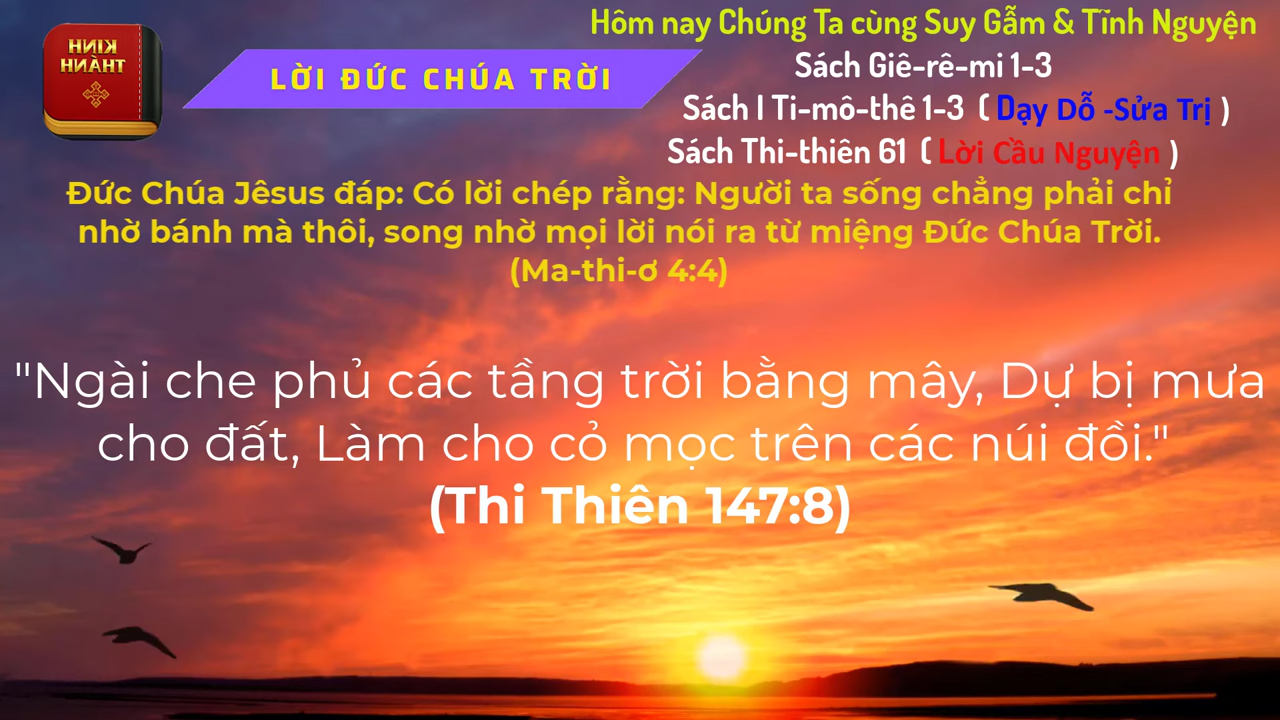 Hôm nay Chúng Ta cùng Suy Gẫm & Tĩnh Nguyện
KINH
THÁNH
LỜI ĐỨC CHÚA TRỜI
Sách Giê-rê-mi 1-3
Sách I Ti-mô-thê 1-3 ( Dạy Dỗ -Sửa Trị )
Sách Thi-thiên 61 ( Lời Cầu Nguyện )
Đức Chúa Jêsus đáp: Có lời chép rằng: Người ta sống chẳng phải chỉ
nhờ bánh mà thôi, song nhờ mọi lời nói ra từ miệng Đức Chúa Trời.
(Ma-thi-ơ 4:4)
"Ngài che phủ các tầng trời bằng mây, Dự bị mưa
cho đất, Làm cho cỏ mọc trên các núi đồi."
(Thi Thiên 147:8)